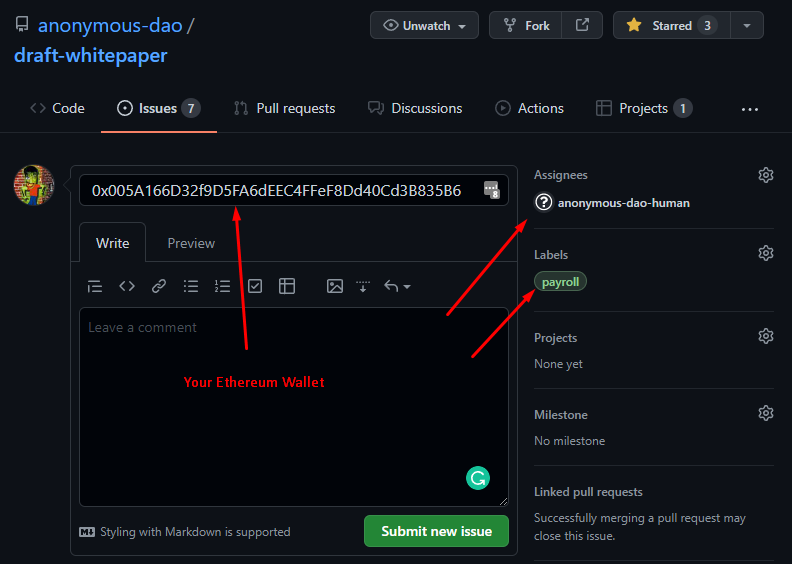 anonymous-dao /
draft-whitepaper
Unwatch
Fork
Starred 3
Code
Issues 7
Pull requests
Discussions
Actions
Projects 1
0x005A166D32f9D5FA6dEEC4FFeF8Dd40Cd3B835B6
8
Write
Preview
Leave a comment
Your Ethereum Wallet
Styling with Markdown is supported
Submit new issue
Assignees
anonymous-dao-human
Labels
payroll
Projects
None yet
Milestone
No milestone
Linked pull requests
Successfully merging a pull request may
close this issue.